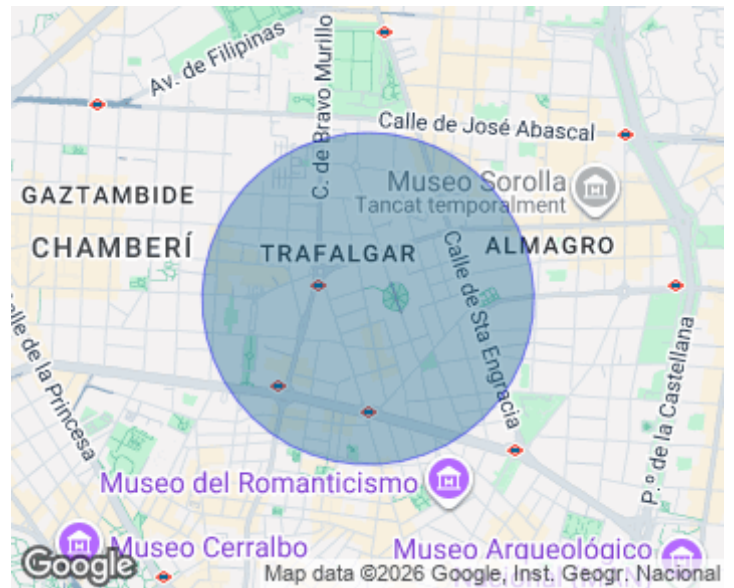 Av. de Filipinas
C. de Bravo Murillo
Calle de José Abascal
GAZTAMBIDE
Museo Sorolla
Tancat temporalment
CHAMBERÍ
TRAFALGAR
ALMAGRO
Calle de Sta Engracia
alle de la Princesa
P.º de la Castellana
Museo del Romanticismo
Museo Cerralbo
Museo Arqueológico
Google
Map data ©2026 Google, Inst. Geogr. Nacional